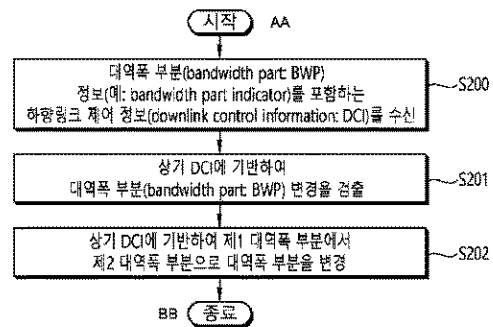 시작 AA
대역폭 부분(bandwidth part: BWP)
정보(예: bandwidth part indicator)를 포함하는
하향링크 제어 정보(downlink control information: DCI)를 수신
S200
상기 DCI에 기반하여
대역폭 부분(bandwidth part: BWP) 변경을 검출
S201
상기 DCI에 기반하여 제1 대역폭 부분에서
제2 대역폭 부분으로 대역폭 부분을 변경
S202
BB 종료